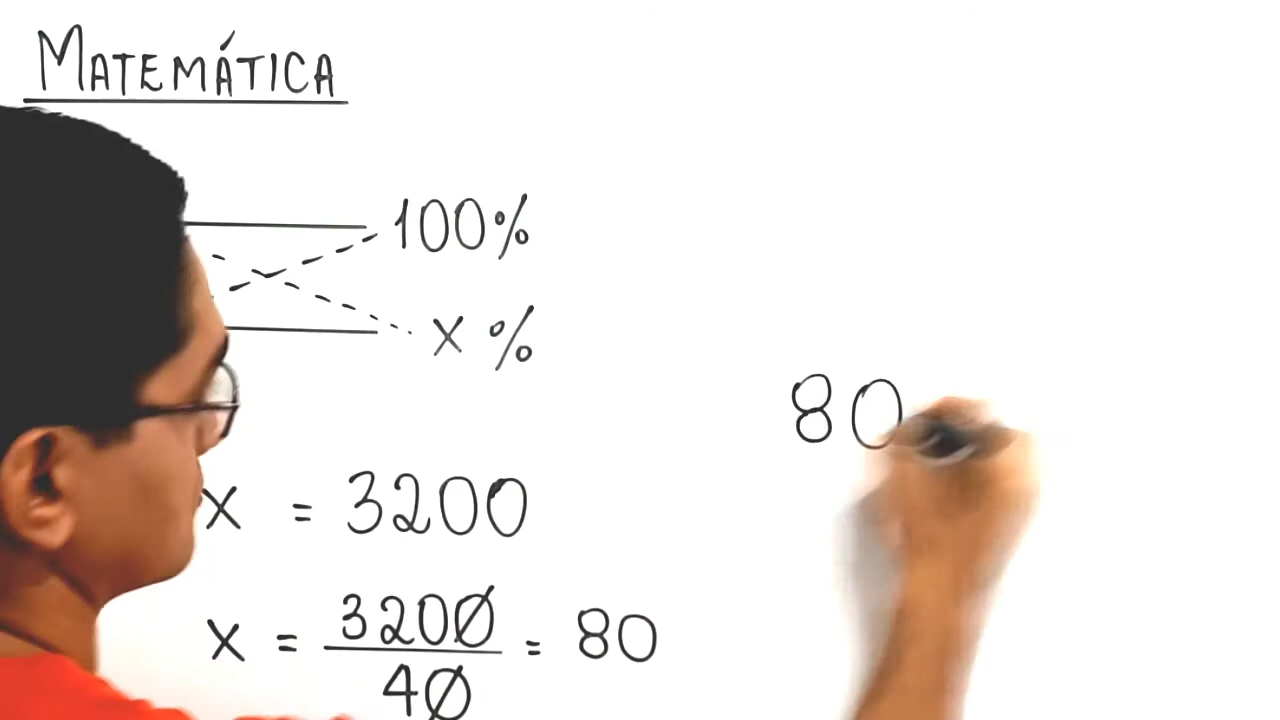 MATEMÁTICA
100%
x %
x = 3200
x = 3200 / 40 = 80
80